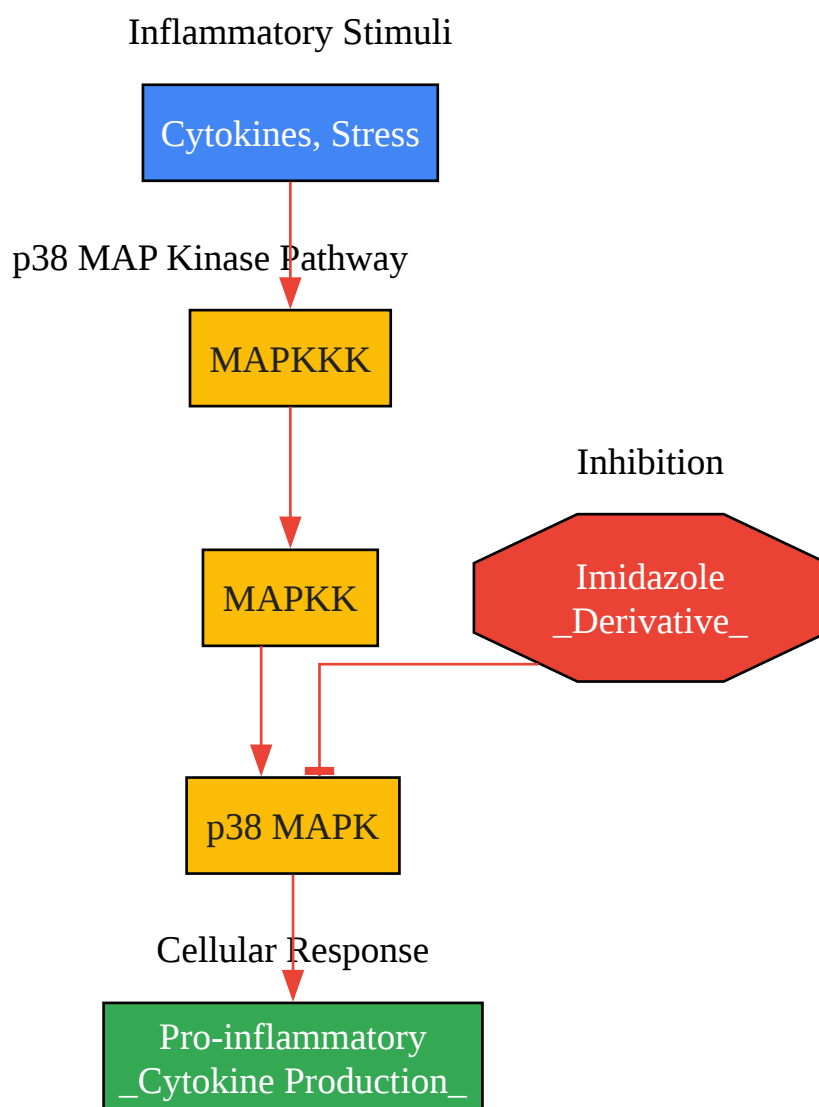 Inflammatory Stimuli
Cytokines, Stress
p38 MAP Kinase Pathway
MAPKKK
Inhibition
Imidazole
_Derivative_
MAPKK
p38 MAPK
Cellular Response
Pro-inflammatory
_Cytokine Production_